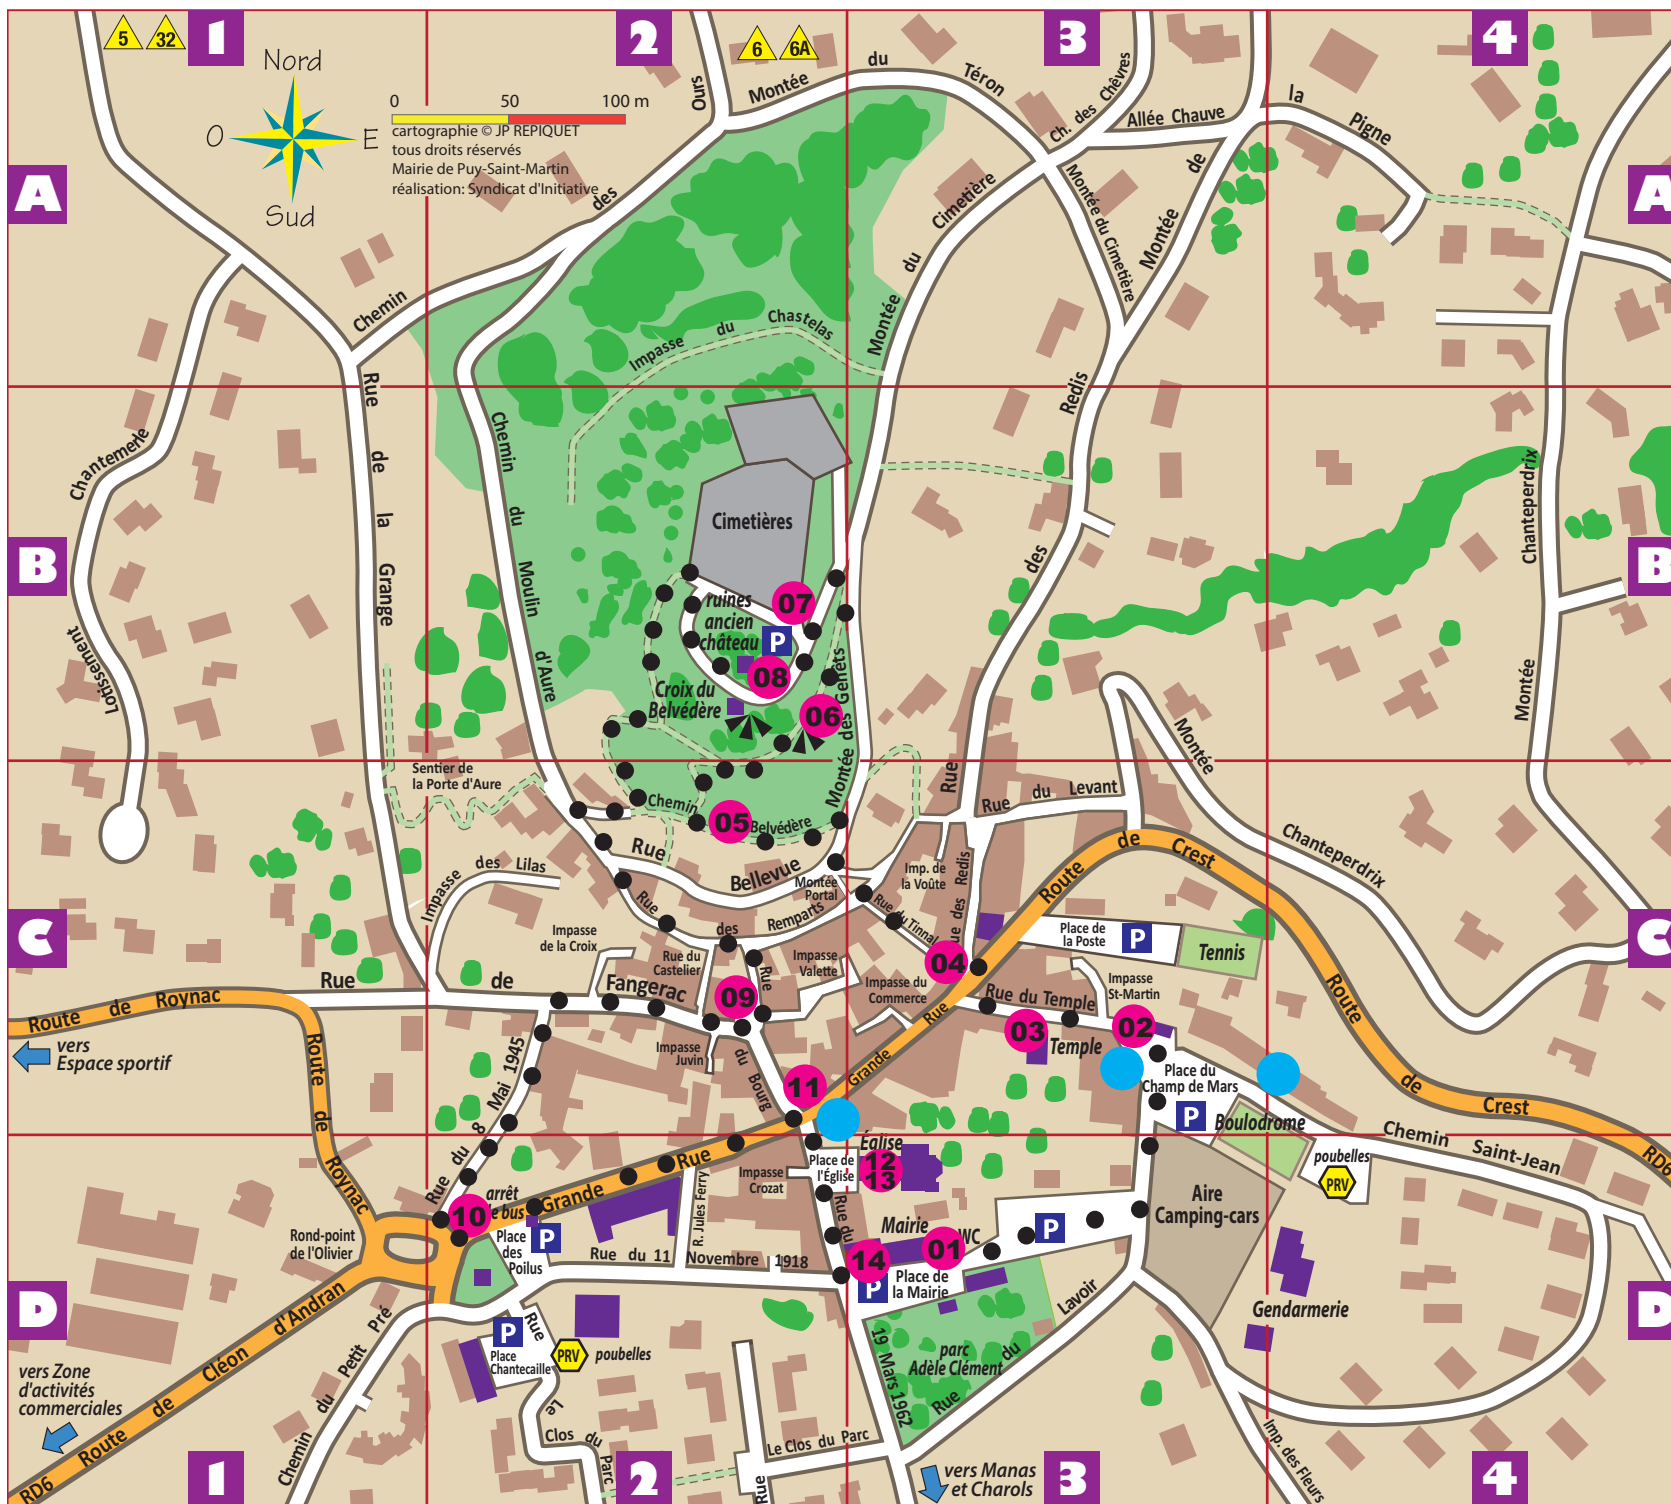 1
2
3
4
5
32
6
6A
Nord
O
E
Sud
0 50 100 m
cartographie © JP REPIQUET
tous droits réservés
Mairie de Puy-Saint-Martin
réalisation: Syndicat d'Initiative
A
A
B
B
C
C
D
D
Chemin des Ours
Montée du Téron
Ch. des Chêvres
Allée Chauve
Montée de la Pigne
Montée du Cimetière
Montée du Cimetière
Impasse du Chastelas
Rue de la Grange
Lotissement Chantemerle
Chemin du Moulin d'Aure
Cimetières
07
ruines
ancien
château
P
08
Croix du
Belvédère
06
Montée des Genêts
Rue des Redis
Montée Chanteperdrix
Montée Chanteperdrix
Sentier de
la Porte d'Aure
Chemin
05
Belvédère
Rue du Levant
Route de Crest
Route de Crest
RD6
Impasse des Lilas
Rue Bellevue
Montée
Portal
Rue des Remparts
Imp. de
la Voûte
Rue du Tinnal
Rue des Redis
04
Place de
la Poste
P
Tennis
Impasse
de la Croix
Rue du
Castelier
Impasse
Valette
Impasse du
Commerce
Impasse
St-Martin
Rue de Fangerac
09
Rue du Bourg
Rue du Temple
03
Temple
02
Route de Roynac
vers
Espace sportif
Route de Roynac
Impasse
Juvin
11
Grande Rue
Place du
Champ de Mars
P
Boulodrome
Chemin Saint-Jean
poubelles
PRV
Rue du 8 Mai 1945
Église
12
13
Place de
l'Église
Impasse
Crozat
R. Jules Ferry
Grande Rue
10
arrêt
de bus
P
Place
des
Poilus
Rond-point
de l'Olivier
Rue du 11 Novembre 1918
Rue du 19 Mars 1962
Mairie
WC
01
14
P
Place de
la Mairie
P
Aire
Camping-cars
Gendarmerie
Route de Cléon d'Andran
RD6
vers Zone
d'activités
commerciales
Chemin du Petit Pré
P
Place
Chantecaille
PRV
poubelles
Rue Le Clos du Parc
Rue Le Clos du Parc
parc
Adèle Clément
Rue du Lavoir
vers Manas
et Charols
Imp. des Fleurs
1
2
3
4